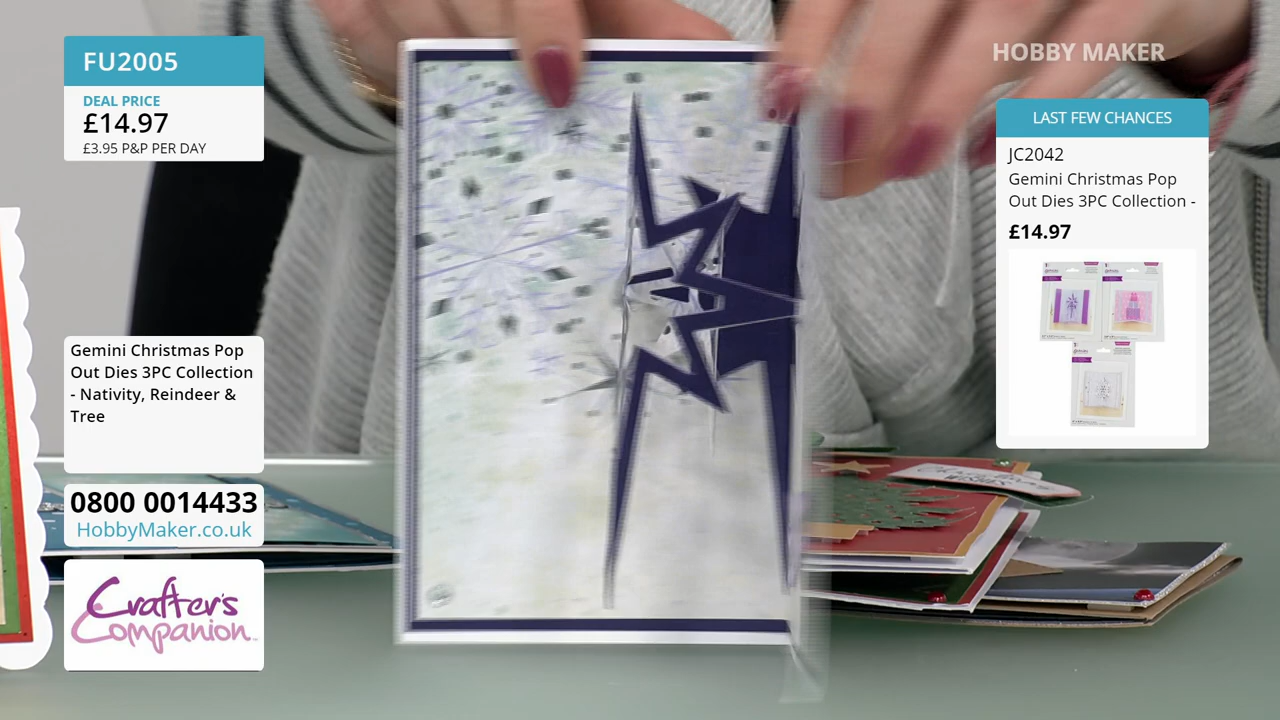 FU2005
DEAL PRICE
£14.97
£3.95 P&P PER DAY
Gemini Christmas Pop
Out Dies 3PC Collection
- Nativity, Reindeer &
Tree
0800 0014433
HobbyMaker.co.uk
Crafter's
Companion
HOBBY MAKER
LAST FEW CHANCES
JC2042
Gemini Christmas Pop
Out Dies 3PC Collection -
£14.97
Christmas
WISHES